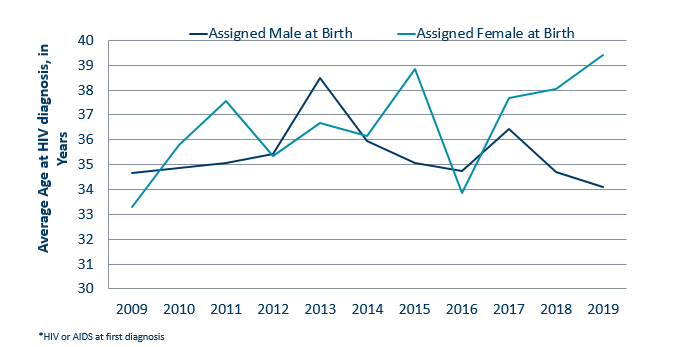 Assigned Male at Birth
Assigned Female at Birth
Average Age at HIV diagnosis, in
Years
40
39
38
37
36
35
34
33
32
31
30
2009 2010 2011 2012 2013 2014 2015 2016 2017 2018 2019
*HIV or AIDS at first diagnosis